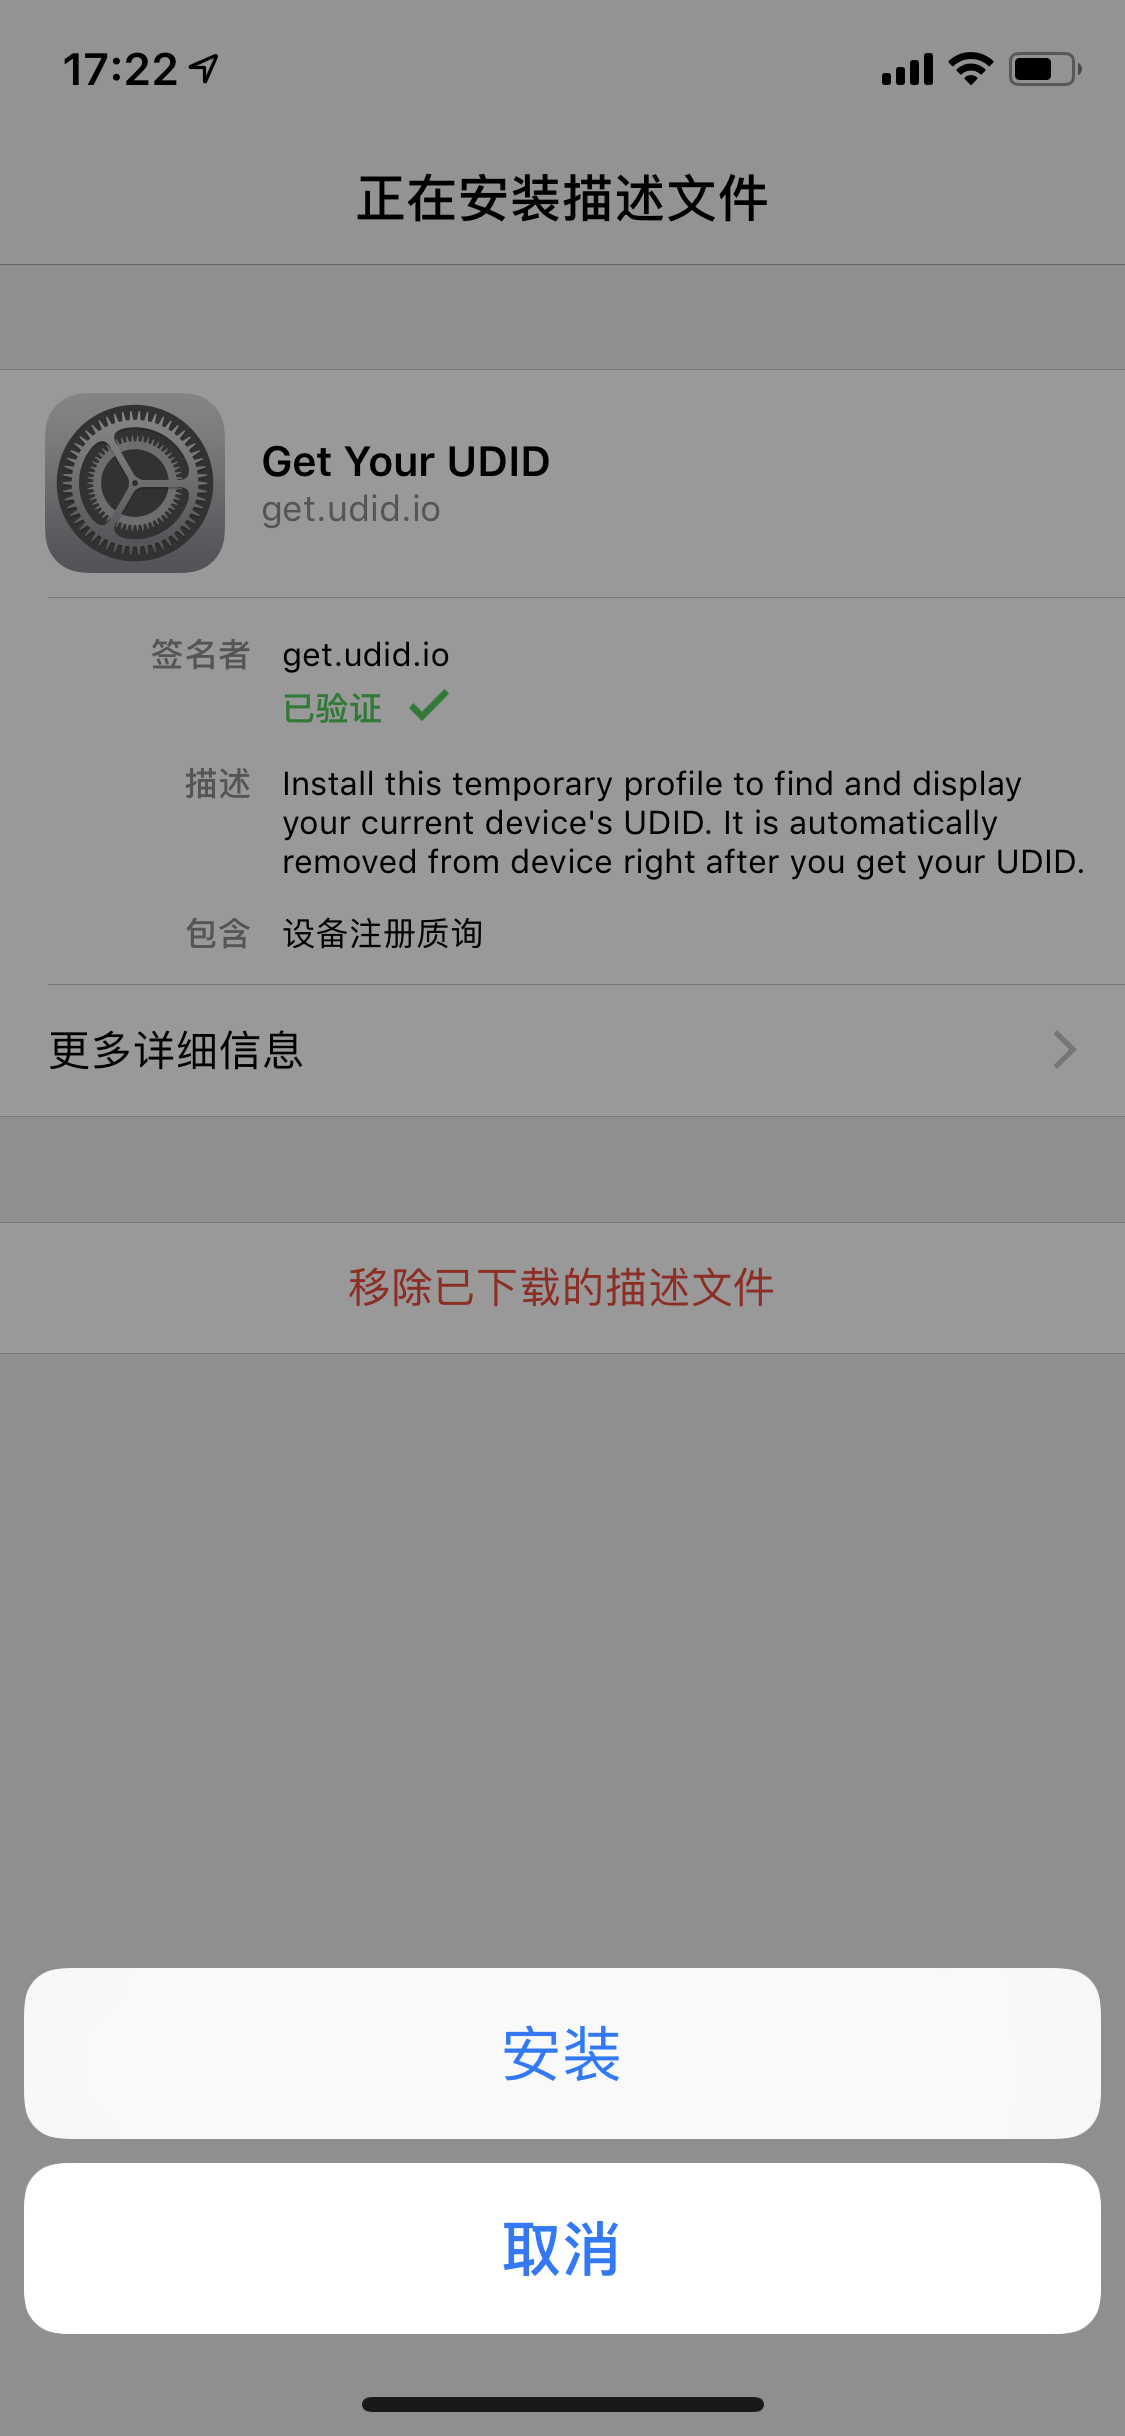 17:22
正在安装描述文件
Get Your UDID
get.udid.io
签名者 get.udid.io
已验证
描述 Install this temporary profile to find and display
your current device's UDID. It is automatically
removed from device right after you get your UDID.
包含 设备注册质询
更多详细信息
移除已下载的描述文件
安装
取消